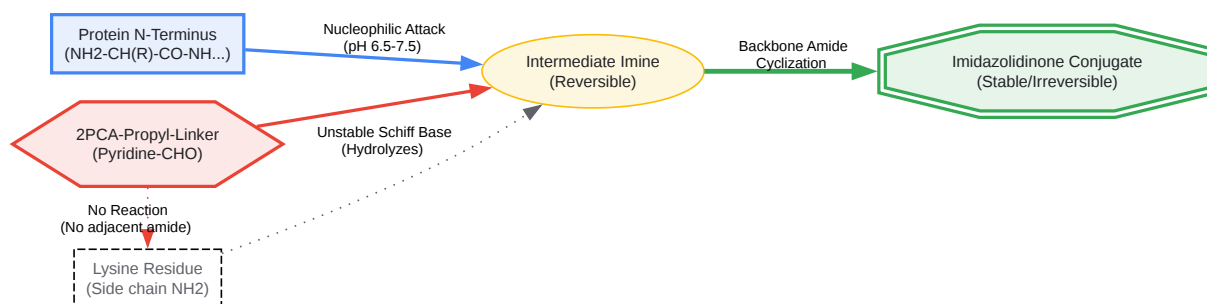 Protein N-Terminus
(NH2-CH(R)-CO-NH...)
Nucleophilic Attack
(pH 6.5-7.5)
Intermediate Imine
(Reversible)
Backbone Amide
Cyclization
Imidazolidinone Conjugate
(Stable/Irreversible)
2PCA-Propyl-Linker
(Pyridine-CHO)
Unstable Schiff Base
(Hydrolyzes)
No Reaction
(No adjacent amide)
Lysine Residue
(Side chain NH2)